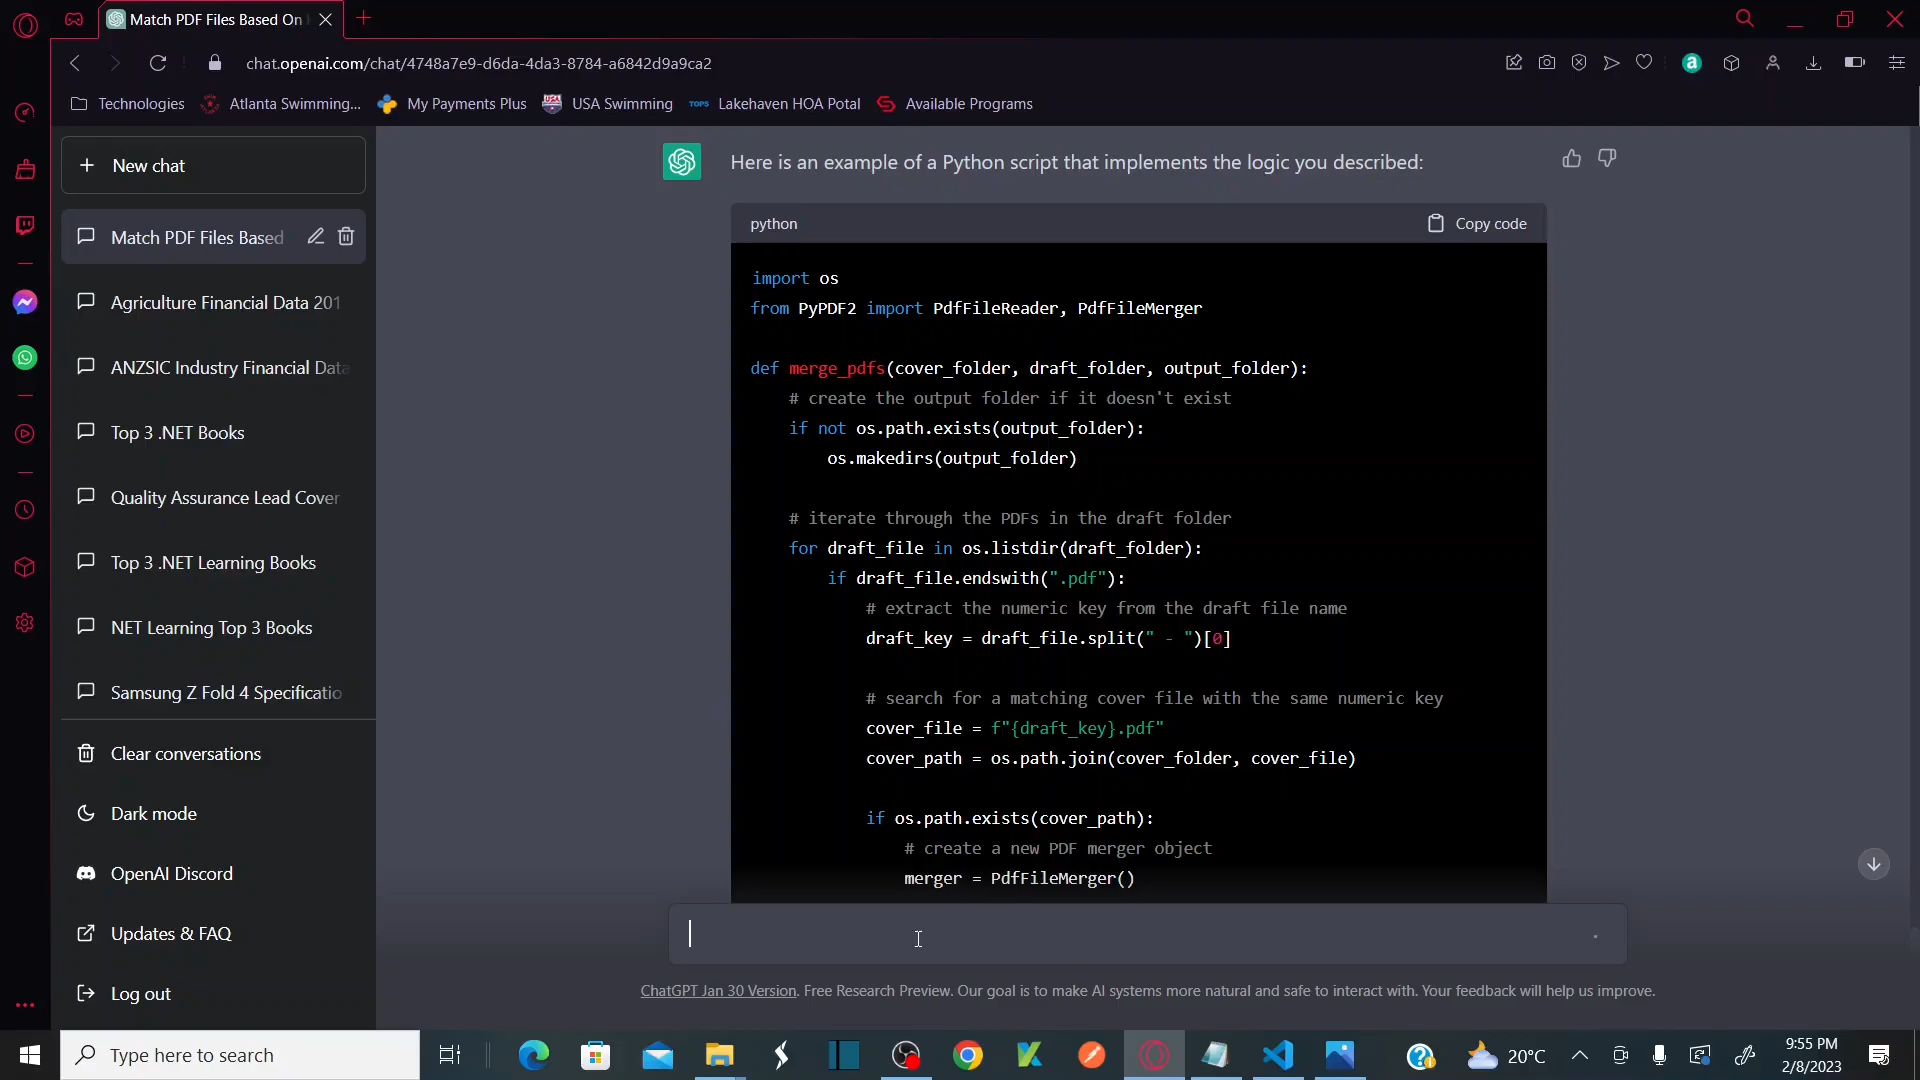 Match PDF Files Based On
chat.openai.com/chat/4748a7e9-d6da-4da3-8784-a6842d9a9ca2
Technologies
Atlanta Swimming...
My Payments Plus
USA Swimming
TOPS
Lakehaven HOA Potal
Available Programs
New chat
Match PDF Files Based
Agriculture Financial Data 201
ANZSIC Industry Financial Data
Top 3 .NET Books
Quality Assurance Lead Cover
Top 3 .NET Learning Books
NET Learning Top 3 Books
Samsung Z Fold 4 Specificatio
Clear conversations
Dark mode
OpenAI Discord
Updates & FAQ
Log out
Here is an example of a Python script that implements the logic you described:
python
Copy code
import os
from PyPDF2 import PdfFileReader, PdfFileMerger
def merge_pdfs(cover_folder, draft_folder, output_folder):
# create the output folder if it doesn't exist
if not os.path.exists(output_folder):
os.makedirs(output_folder)
# iterate through the PDFs in the draft folder
for draft_file in os.listdir(draft_folder):
if draft_file.endswith(".pdf"):
# extract the numeric key from the draft file name
draft_key = draft_file.split(" - ")[0]
# search for a matching cover file with the same numeric key
cover_file = f"{draft_key}.pdf"
cover_path = os.path.join(cover_folder, cover_file)
if os.path.exists(cover_path):
# create a new PDF merger object
merger = PdfFileMerger()
ChatGPT Jan 30 Version. Free Research Preview. Our goal is to make AI systems more natural and safe to interact with. Your feedback will help us improve.
Type here to search
20°C
9:55 PM
2/8/2023